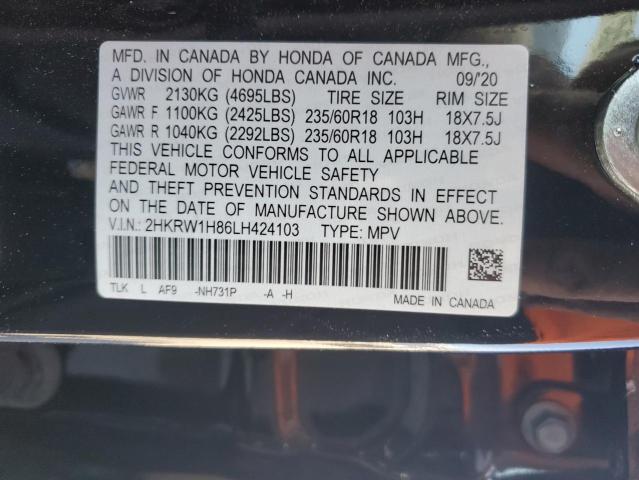 MFD. IN CANADA BY HONDA OF CANADA MFG.,
A DIVISION OF HONDA CANADA INC. 09/'20
GVWR 2130KG (4695LBS) TIRE SIZE RIM SIZE
GAWR F 1100KG (2425LBS) 235/60R18 103H 18X7.5J
GAWR R 1040KG (2292LBS) 235/60R18 103H 18X7.5J
THIS VEHICLE CONFORMS TO ALL APPLICABLE
FEDERAL MOTOR VEHICLE SAFETY
AND THEFT PREVENTION STANDARDS IN EFFECT
ON THE DATE OF MANUFACTURE SHOWN ABOVE.
V.I.N.: 2HKRW1H86LH424103 TYPE: MPV
TLK L AF9 -NH731P -A -H
MADE IN CANADA